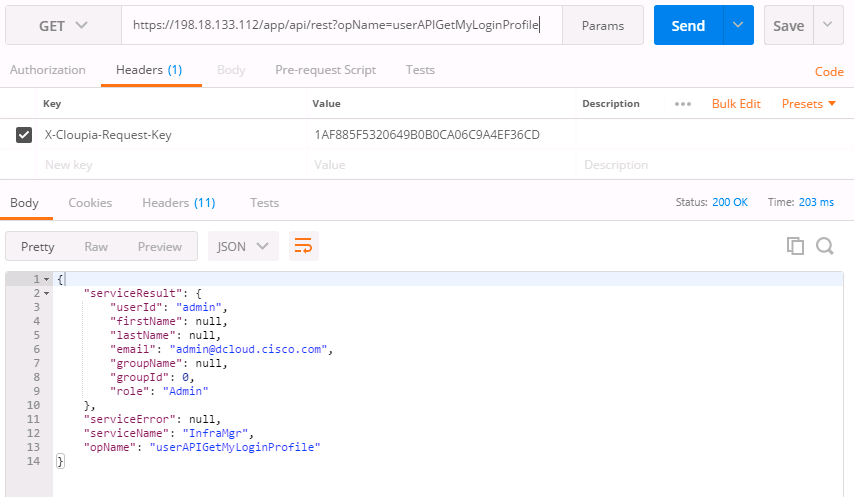 GET https://198.18.133.112/app/api/rest?opName=userAPIGetMyLoginProfile Params Send Save
Authorization Headers (1) Body Pre-request Script Tests Code
Key Value Description ••• Bulk Edit Presets
X-Cloupia-Request-Key 1AF885F5320649B0B0CA06C9A4EF36CD
New key Value Description
Body Cookies Headers (11) Tests Status: 200 OK Time: 203 ms
Pretty Raw Preview JSON
1 {
2 "serviceResult": {
3 "userId": "admin",
4 "firstName": null,
5 "lastName": null,
6 "email": "admin@dcloud.cisco.com",
7 "groupName": null,
8 "groupId": 0,
9 "role": "Admin"
10 },
11 "serviceError": null,
12 "serviceName": "InfraMgr",
13 "opName": "userAPIGetMyLoginProfile"
14 }